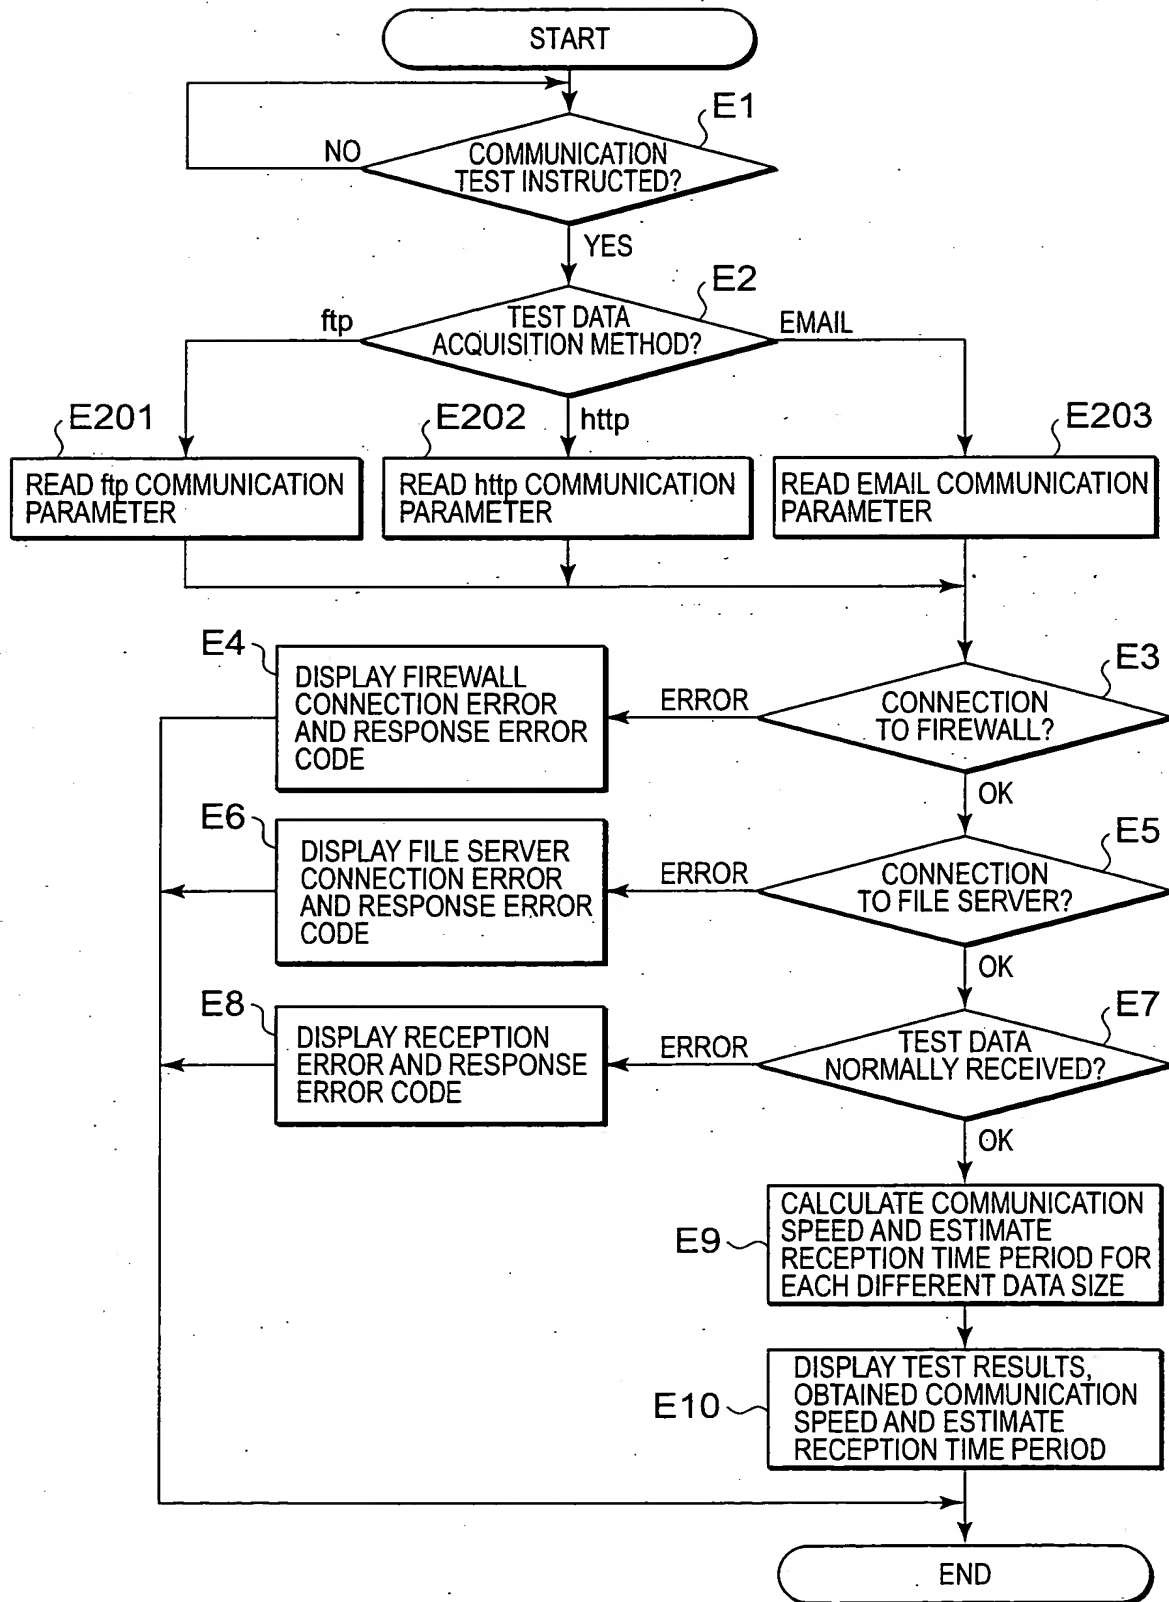 START
E1
NO
COMMUNICATION
TEST INSTRUCTED?
YES
E2
ftp
TEST DATA
ACQUISITION METHOD?
EMAIL
http
E201
E202
E203
READ ftp COMMUNICATION
PARAMETER
READ http COMMUNICATION
PARAMETER
READ EMAIL COMMUNICATION
PARAMETER
E4
DISPLAY FIREWALL
CONNECTION ERROR
AND RESPONSE ERROR
CODE
ERROR
E3
CONNECTION
TO FIREWALL?
OK
E6
DISPLAY FILE SERVER
CONNECTION ERROR
AND RESPONSE ERROR
CODE
ERROR
E5
CONNECTION
TO FILE SERVER?
OK
E8
DISPLAY RECEPTION
ERROR AND RESPONSE
ERROR CODE
ERROR
E7
TEST DATA
NORMALLY RECEIVED?
OK
E9
CALCULATE COMMUNICATION
SPEED AND ESTIMATE
RECEPTION TIME PERIOD FOR
EACH DIFFERENT DATA SIZE
E10
DISPLAY TEST RESULTS,
OBTAINED COMMUNICATION
SPEED AND ESTIMATE
RECEPTION TIME PERIOD
END